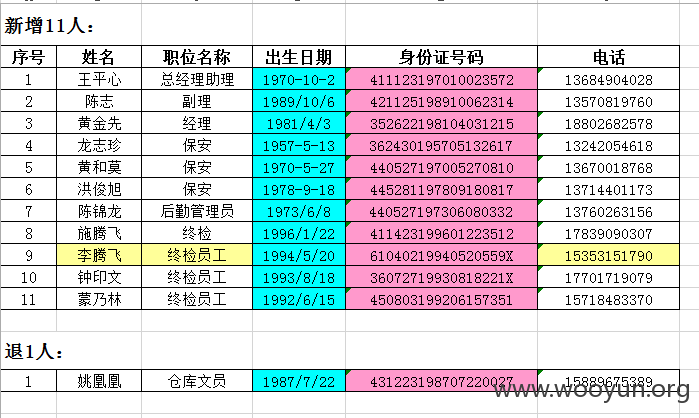 新增11人：
序号 姓名 职位名称 出生日期 身份证号码 电话
1 王平心 总经理助理 1970-10-2 411123197010023572 13684904028
2 陈志 副理 1989/10/6 421125198910062314 13570819760
3 黄金先 经理 1981/4/3 352622198104031215 18802682578
4 龙志珍 保安 1957-5-13 362430195705132617 13242054618
5 黄和莫 保安 1970-5-27 440527197005270810 13670018768
6 洪俊旭 保安 1978-9-18 445281197809180817 13714401173
7 陈锦龙 后勤管理员 1973/6/8 440527197306080332 13760263156
8 施腾飞 终检 1996/1/22 411423199601223512 17839090307
9 李腾飞 终检员工 1994/5/20 61040219940520559X 15353151790
10 钟印文 终检员工 1993/8/18 36072719930818221X 17701719079
11 蒙乃林 终检员工 1992/6/15 450803199206157351 15718483370
退1人：
1 姚凰凰 仓库文员 1987/7/22 431223198707220027 15889675389
www.wooyun.org